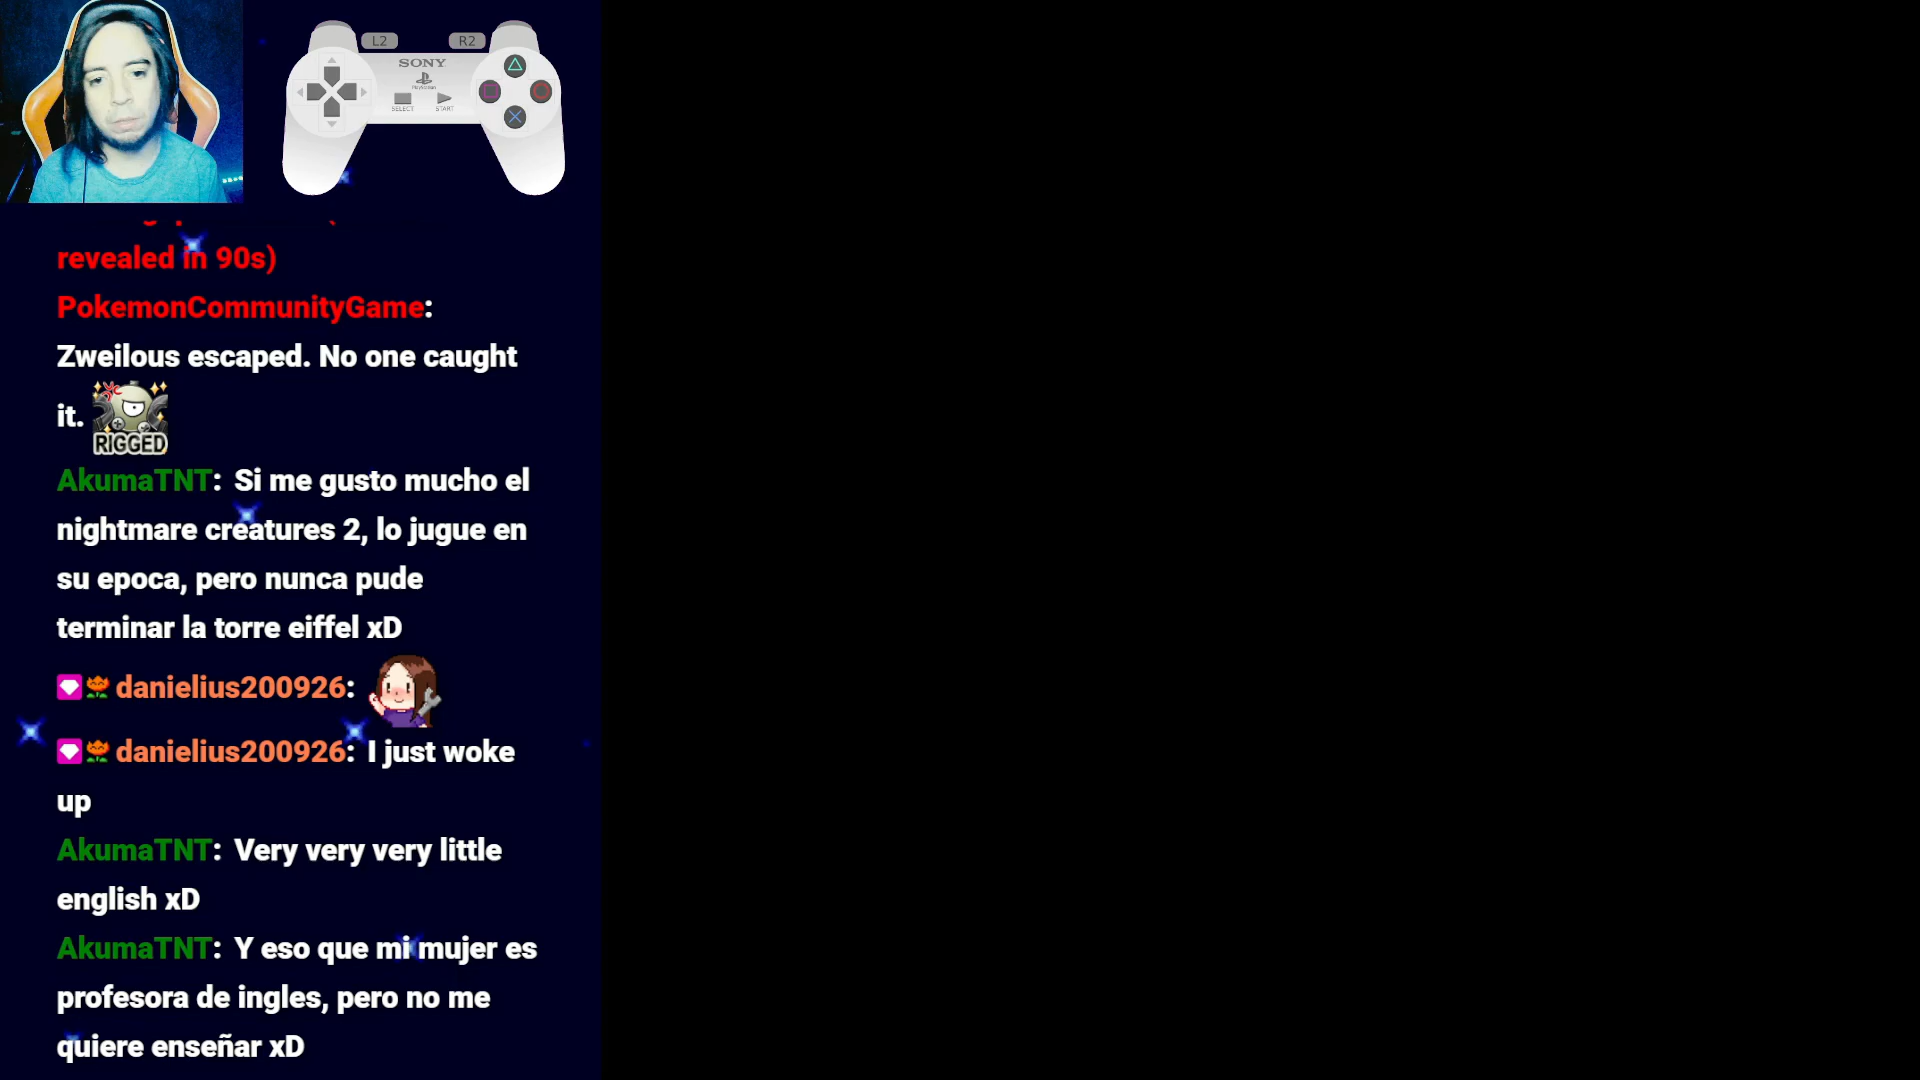 L2
R2
SONY
PlayStation
SELECT
START
revealed in 90s)
PokemonCommunityGame:
Zweilous escaped. No one caught
it.
RIGGED
AkumaTNT: Si me gusto mucho el
nightmare creatures 2, lo jugue en
su epoca, pero nunca pude
terminar la torre eiffel xD
danielius200926:
danielius200926: I just woke
up
AkumaTNT: Very very very little
english xD
AkumaTNT: Y eso que mi mujer es
profesora de ingles, pero no me
quiere enseñar xD